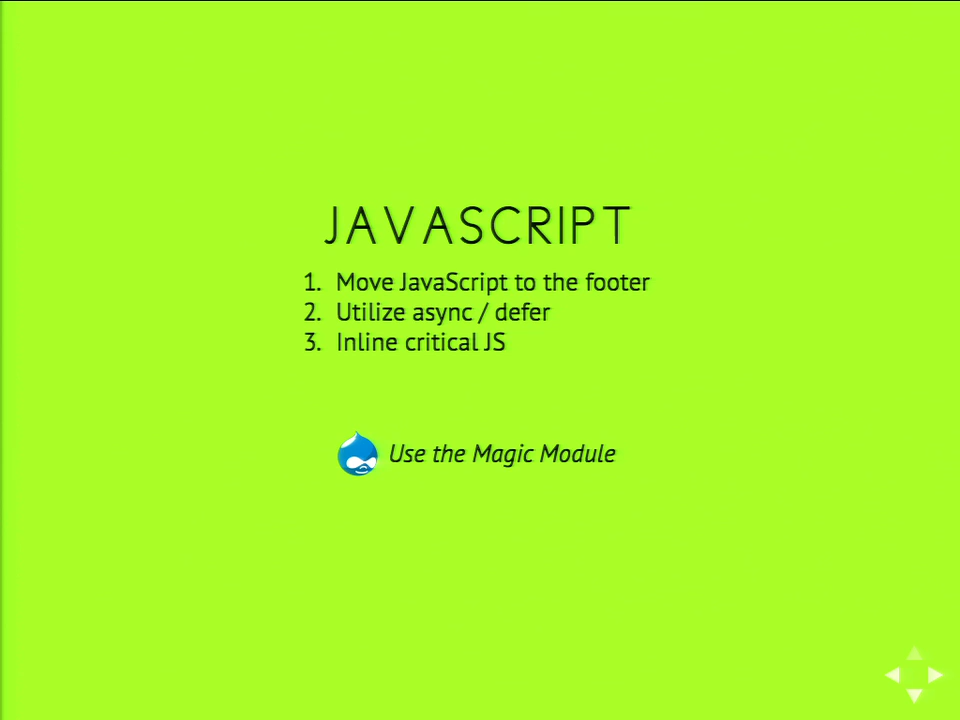 JAVASCRIPT
1. Move JavaScript to the footer
2. Utilize async / defer
3. Inline critical JS
Use the Magic Module